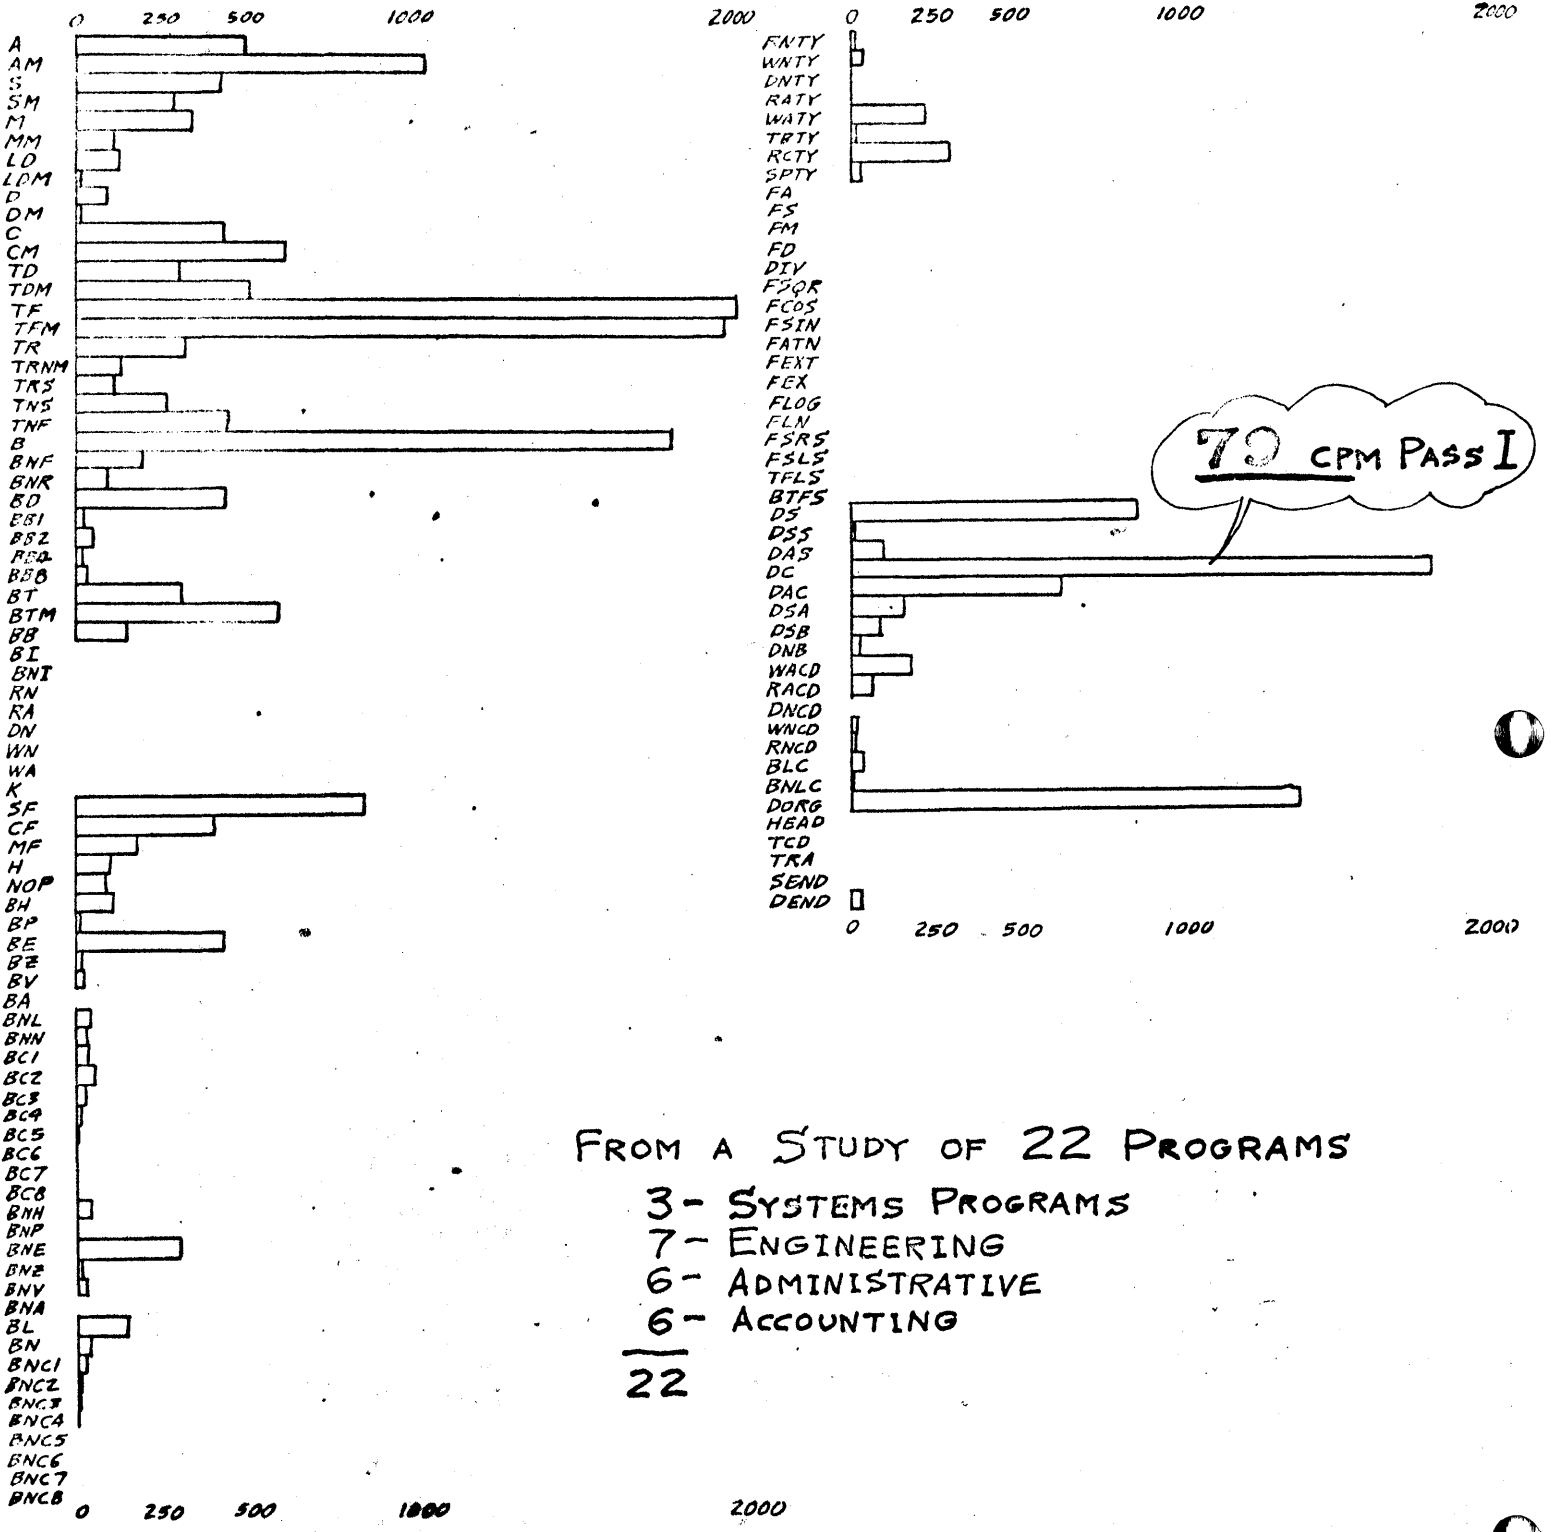 0 250 500 1000 2000
A
AM
S
SM
M
MM
LD
LDM
D
DM
C
CM
TD
TDM
TF
TFM
TR
TRNM
TRS
TNS
TNF
B
BNF
BNR
BD
BB1
BB2

BBB
BT
BTM
BB
BI
BNI
RN
RA
DN
WN
WA
K
SF
CF
MF
H
NOP
BH
BP
BE
BZ
BV
BA
BNL
BNN
BC1
BC2
BC3
BC4
BC5
BC6
BC7
BC8
BNH
BNP
BNE
BNZ
BNV
BNA
BL
BN
BNC1
BNC2
BNC3
BNC4
BNC5
BNC6
BNC7
BNC8
0 250 500 1000 2000
0 250 500 1000 2000
RNTY
WNTY
DNTY
RATY
WATY
TBTY
RCTY
SPTY
FA
FS
FM
FD
DIV
FSQR
FCOS
FSIN
FATN
FEXT
FEX
FLOG
FLN
FSRS
FSLS
TFLS
BTFS
DS
DSS
DAS
DC
DAC
DSA
DSB
DNB
WACD
RACD
DNCD
WNCD
RNCD
BLC
BNLC
DORG
HEAD
TCD
TRA
SEND
DEND
0 250 500 1000 2000
79 CPM PASS I
FROM A STUDY OF 22 PROGRAMS
3 - SYSTEMS PROGRAMS
7 - ENGINEERING
6 - ADMINISTRATIVE
6 - ACCOUNTING
22